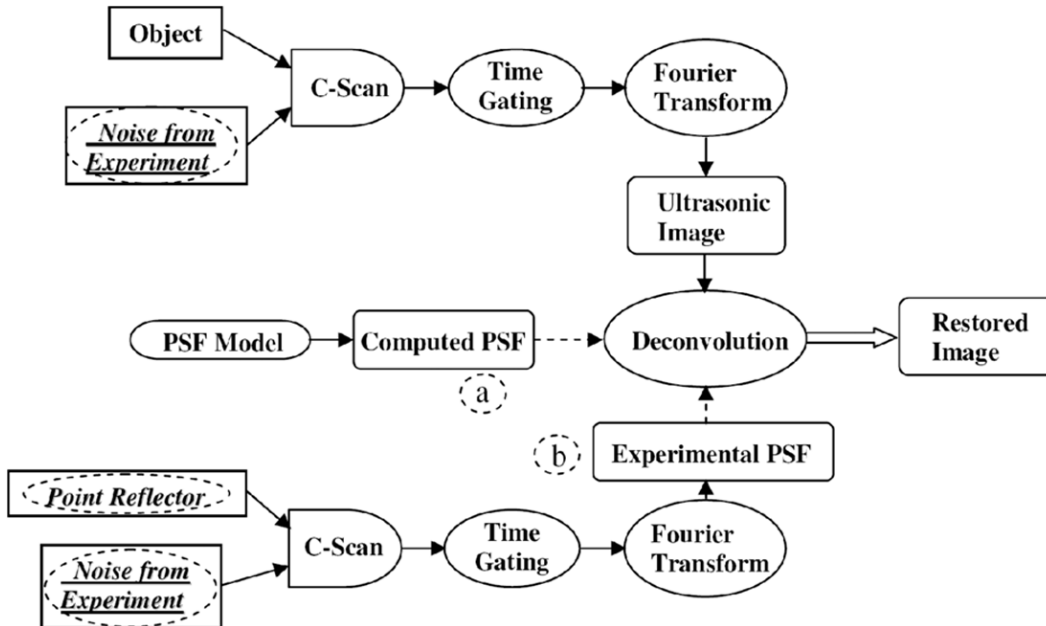 Object
Noise from
Experiment
C-Scan
Time
Gating
Fourier
Transform
Ultrasonic
Image
PSF Model
Computed PSF
Deconvolution
Restored
Image
a
b
Experimental PSF
Point Reflector
Noise from
Experiment
C-Scan
Time
Gating
Fourier
Transform